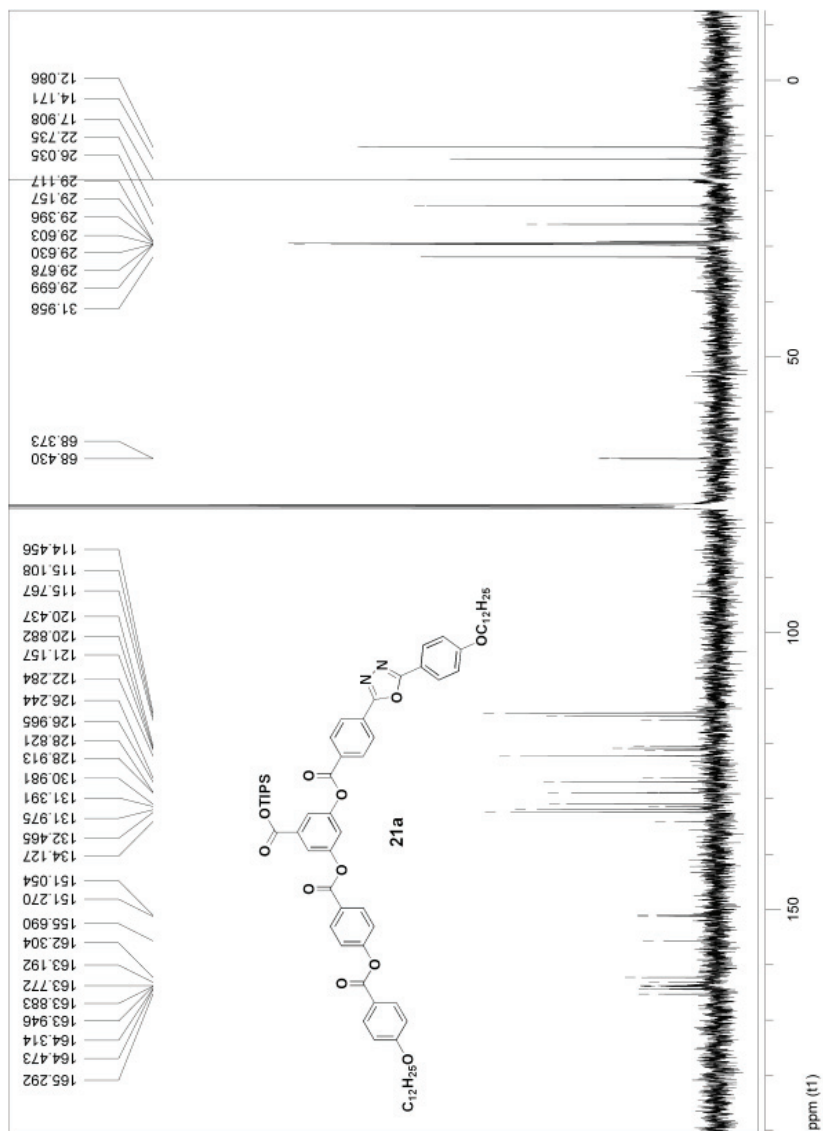 165.292
164.473
164.314
163.946
163.883
163.772
163.192
162.304
155.690
151.270
151.054
134.127
132.465
131.975
131.391
130.981
128.913
128.821
126.965
126.244
122.284
121.157
120.882
120.437
115.767
115.108
114.456
68.430
68.373
31.958
29.699
29.678
29.630
29.603
29.396
29.157
29.117
26.035
22.735
17.908
14.171
12.086
O
OTIPS
O
O
O
O
O
O
C12H25O
O
N
N
O
OC12H25
21a
150
100
50
0
ppm (t1)